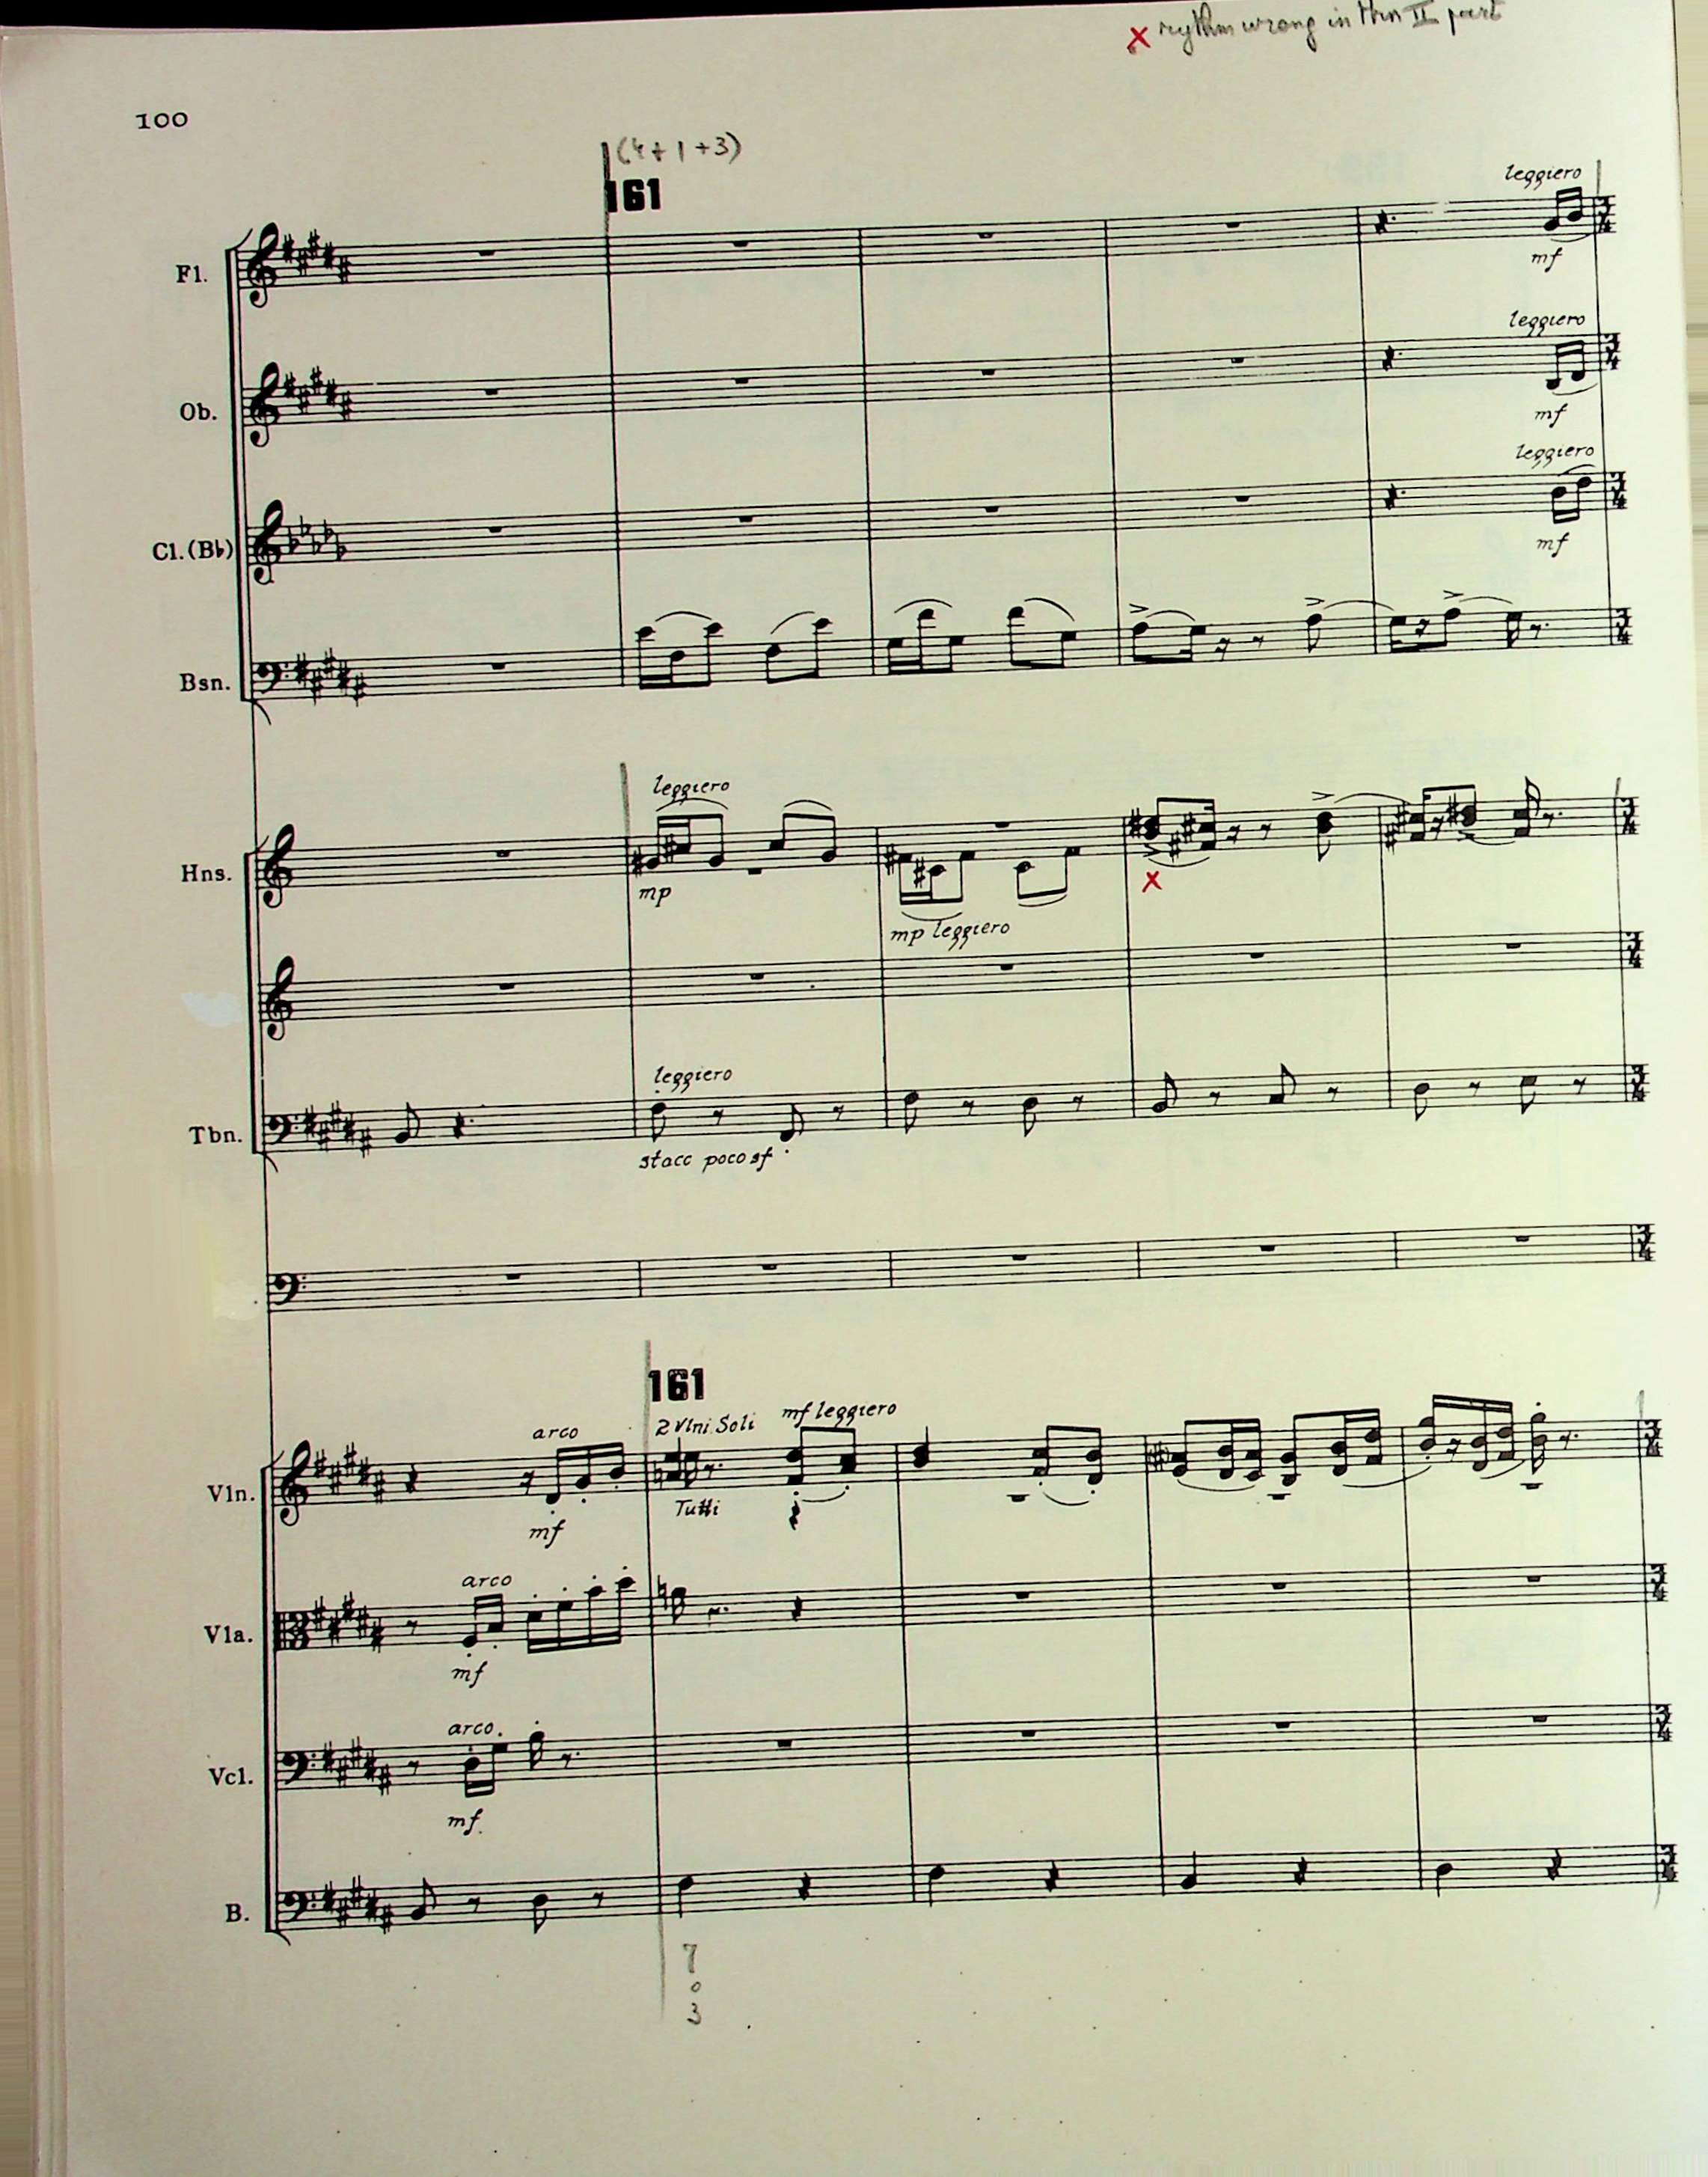 x rythm wrong in Hrn II part
100
(4+1+3)
161
leggiero
Fl.
mf
leggiero
Ob.
mf
leggiero
Cl.(B♭)
mf
Bsn.
leggiero
Hns.
mp
x
mp leggiero
leggiero
Tbn.
stacc poco sf
161
arco 2 Vlni Soli mf leggiero
Vln.
mf Tutti
arco
Vla.
mf
arco
Vcl.
mf
B.
7
0
3